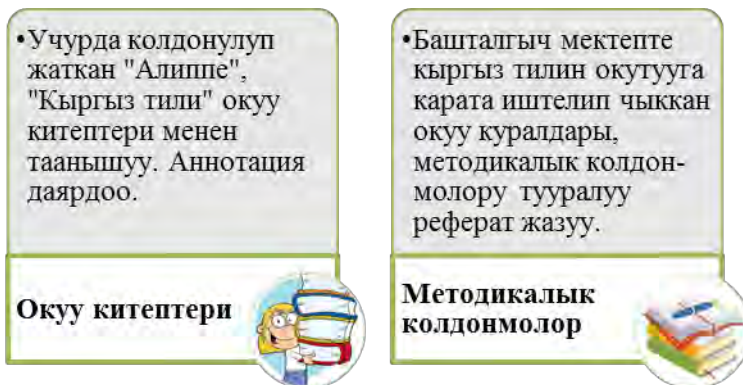 •Учурда колдонулуп
жаткан "Алиппе",
"Кыргыз тили" окуу
китептери менен
таанышуу. Аннотация
даярдоо.
Окуу китептери
•Башталгыч мектепте
кыргыз тилин окутууга
карата иштелип чыккан
окуу куралдары,
методикалык колдон-
молору тууралуу
реферат жазуу.
Методикалык
колдонмолор